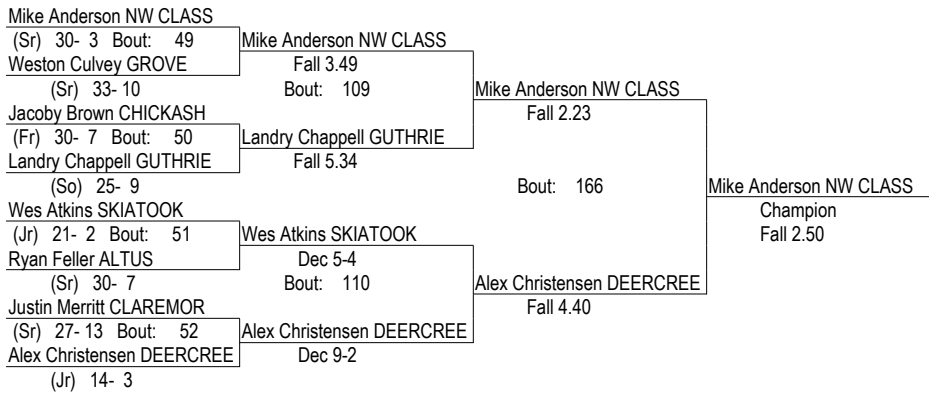 Mike Anderson NW CLASS
(Sr) 30- 3 Bout: 49
Mike Anderson NW CLASS
Weston Culvey GROVE
Fall 3.49
(Sr) 33- 10
Bout: 109
Mike Anderson NW CLASS
Jacoby Brown CHICKASH
Fall 2.23
(Fr) 30- 7 Bout: 50
Landry Chappell GUTHRIE
Landry Chappell GUTHRIE
Fall 5.34
(So) 25- 9
Bout: 166
Mike Anderson NW CLASS
Wes Atkins SKIATOOK
Champion
(Jr) 21- 2 Bout: 51
Wes Atkins SKIATOOK
Fall 2.50
Ryan Feller ALTUS
Dec 5-4
(Sr) 30- 7
Bout: 110
Alex Christensen DEERCREE
Justin Merritt CLAREMOR
Fall 4.40
(Sr) 27- 13 Bout: 52
Alex Christensen DEERCREE
Alex Christensen DEERCREE
Dec 9-2
(Jr) 14- 3